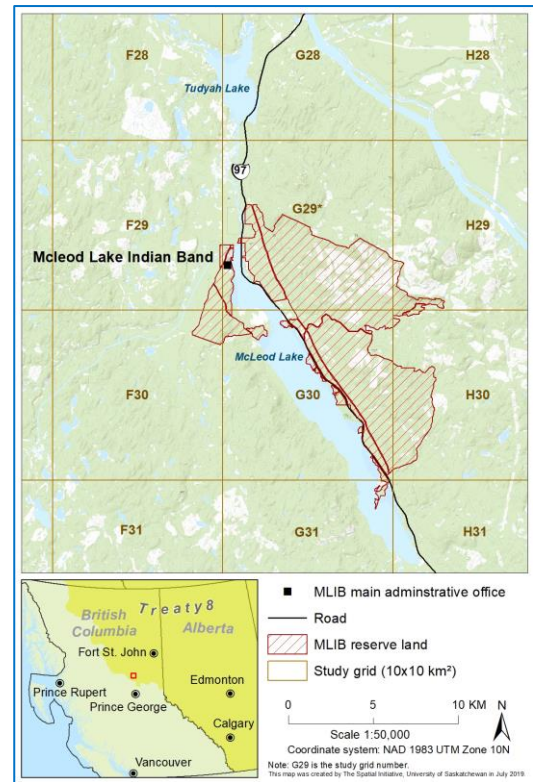 F28
G28
H28
Tudyah Lake
97
F29
G29*
H29
Mcleod Lake Indian Band
McLeod Lake
F30
G30
H30
F31
G31
H31
British
Columbia
Treaty 8
Alberta
Fort St. John
Prince Rupert
Prince George
Edmonton
Calgary
Vancouver
MLIB main adminstrative office
Road
MLIB reserve land
Study grid (10x10 km²)
0 5 10 KM
N
Scale 1:50,000
Coordinate system: NAD 1983 UTM Zone 10N
Note: G29 is the study grid number.
This map was created by The Spatial Initiative, University of Saskatchewan in July 2019